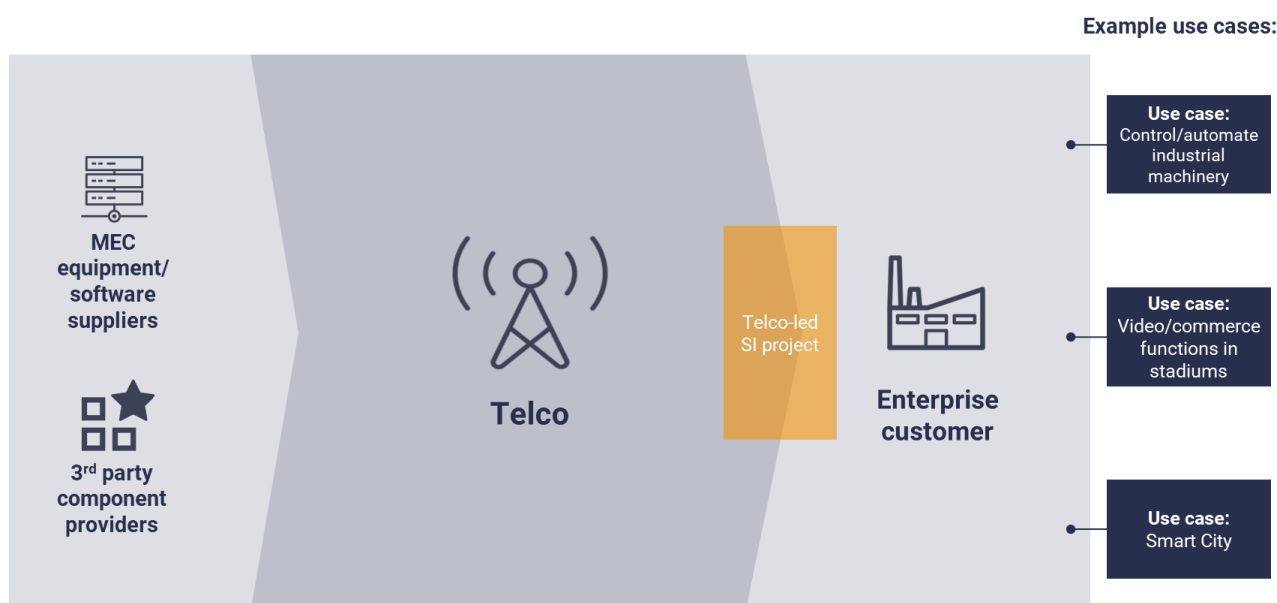 Example use cases:
MEC
equipment/
software
suppliers
3rd party
component
providers
Telco
Telco-led
SI project
Enterprise
customer
Use case:
Control/automate
industrial
machinery
Use case:
Video/commerce
functions in
stadiums
Use case:
Smart City